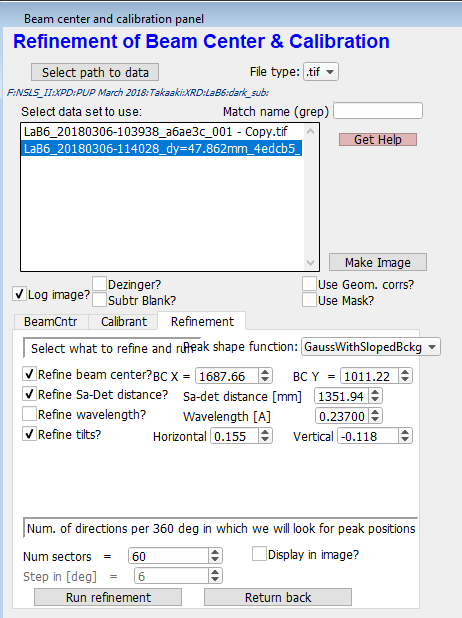 Beam center and calibration panel
Refinement of Beam Center & Calibration
Select path to data File type: .tif
F:NSLS_II:XPD:PUP March 2018:Takaaki:XRD:LaB6:dark_sub:
Select data set to use: Match name (grep)
LaB6_20180306-103938_a6ae3c_001 - Copy.tif
LaB6_20180306-114028_dy=47.862mm_4edcb5_
Get Help
Make Image
Log image? Dezinger? Use Geom. corrs?
Subtr Blank? Use Mask?
BeamCntr Calibrant Refinement
Select what to refine and run Peak shape function: GaussWithSlopedBckg
Refine beam center? BC X = 1687.66 BC Y = 1011.22
Refine Sa-Det distance? Sa-det distance [mm] 1351.94
Refine wavelength? Wavelength [A] 0.23700
Refine tilts? Horizontal 0.155 Vertical -0.118
Num. of directions per 360 deg in which we will look for peak positions
Num sectors = 60 Display in image?
Step in [deg] = 6
Run refinement Return back